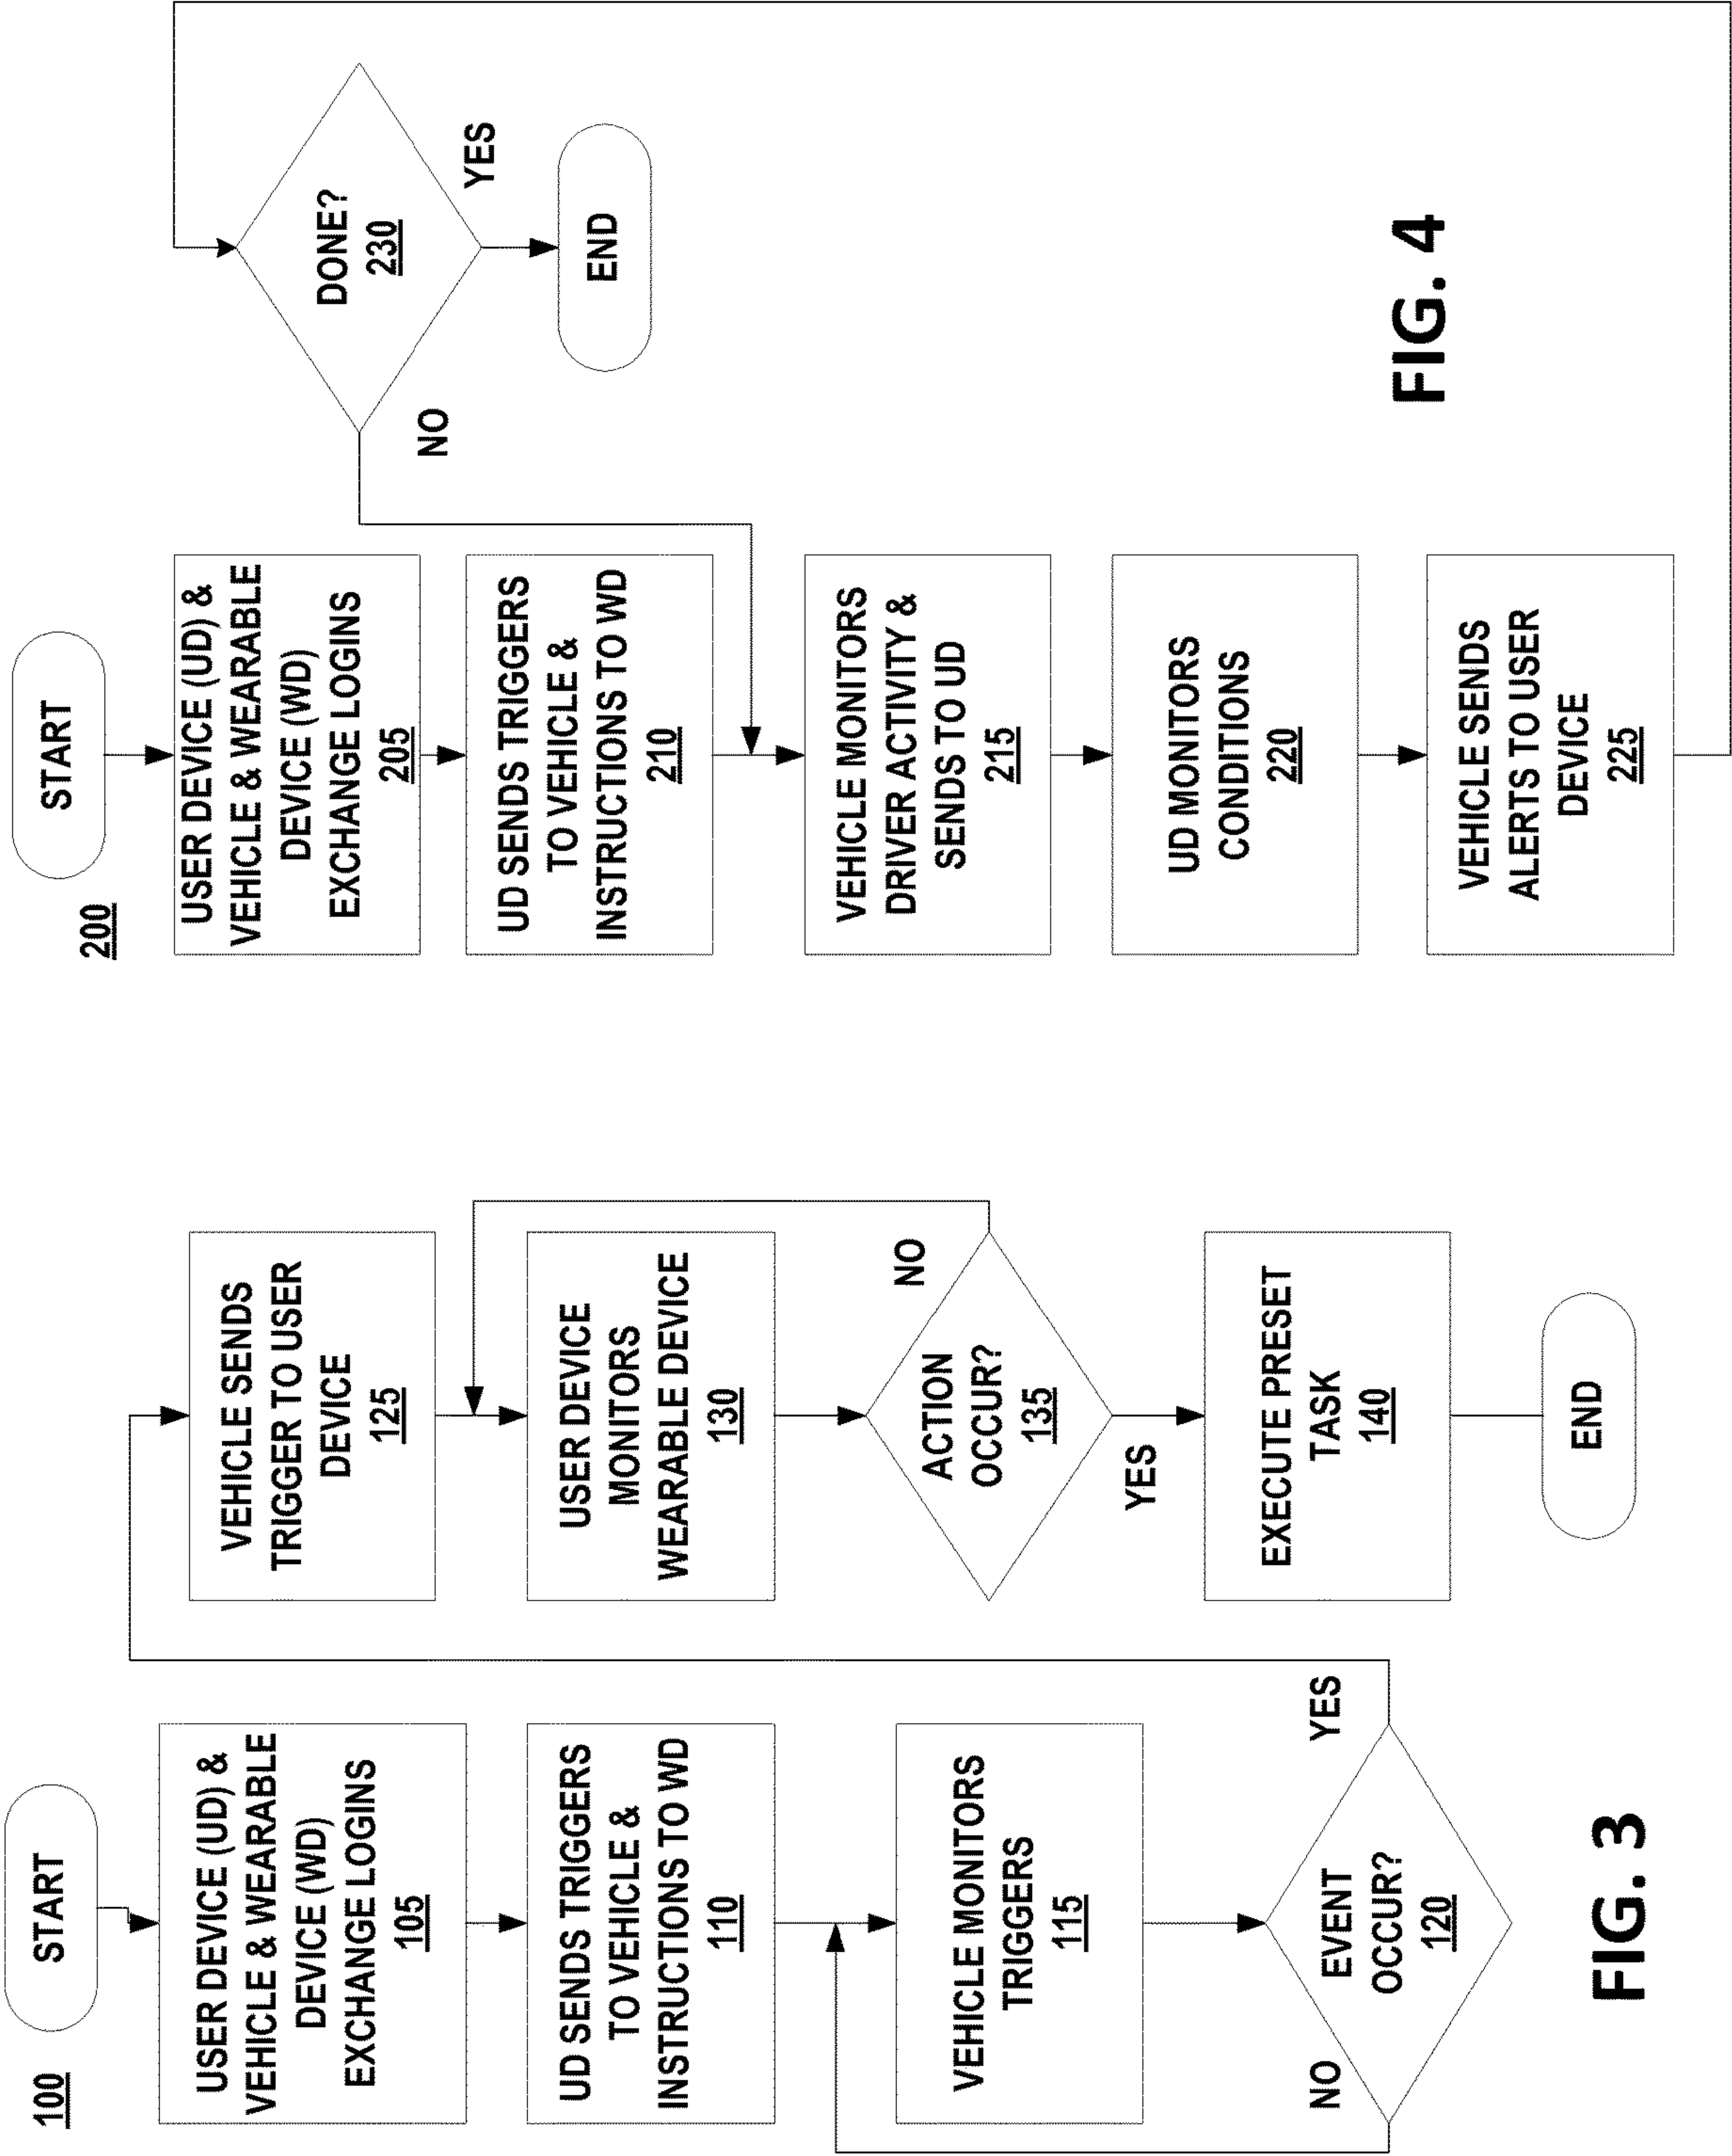 100
START
USER DEVICE (UD) &
VEHICLE & WEARABLE
DEVICE (WD)
EXCHANGE LOGINS
105
UD SENDS TRIGGERS
TO VEHICLE &
INSTRUCTIONS TO WD
110
VEHICLE MONITORS
TRIGGERS
115
EVENT
OCCUR?
120
NO
YES
VEHICLE SENDS
TRIGGER TO USER
DEVICE
125
USER DEVICE
MONITORS
WEARABLE DEVICE
130
ACTION
OCCUR?
135
NO
YES
EXECUTE PRESET
TASK
140
END
FIG. 3
200
START
USER DEVICE (UD) &
VEHICLE & WEARABLE
DEVICE (WD)
EXCHANGE LOGINS
205
UD SENDS TRIGGERS
TO VEHICLE &
INSTRUCTIONS TO WD
210
VEHICLE MONITORS
DRIVER ACTIVITY &
SENDS TO UD
215
UD MONITORS
CONDITIONS
220
VEHICLE SENDS
ALERTS TO USER
DEVICE
225
DONE?
230
NO
YES
END
FIG. 4